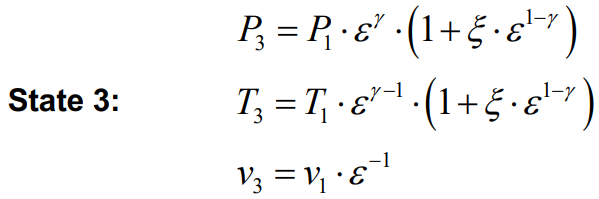 P₃ = P₁ · ε^γ · (1 + ξ · ε^(1−γ))
State 3: T₃ = T₁ · ε^(γ−1) · (1 + ξ · ε^(1−γ))
v₃ = v₁ · ε^(−1)